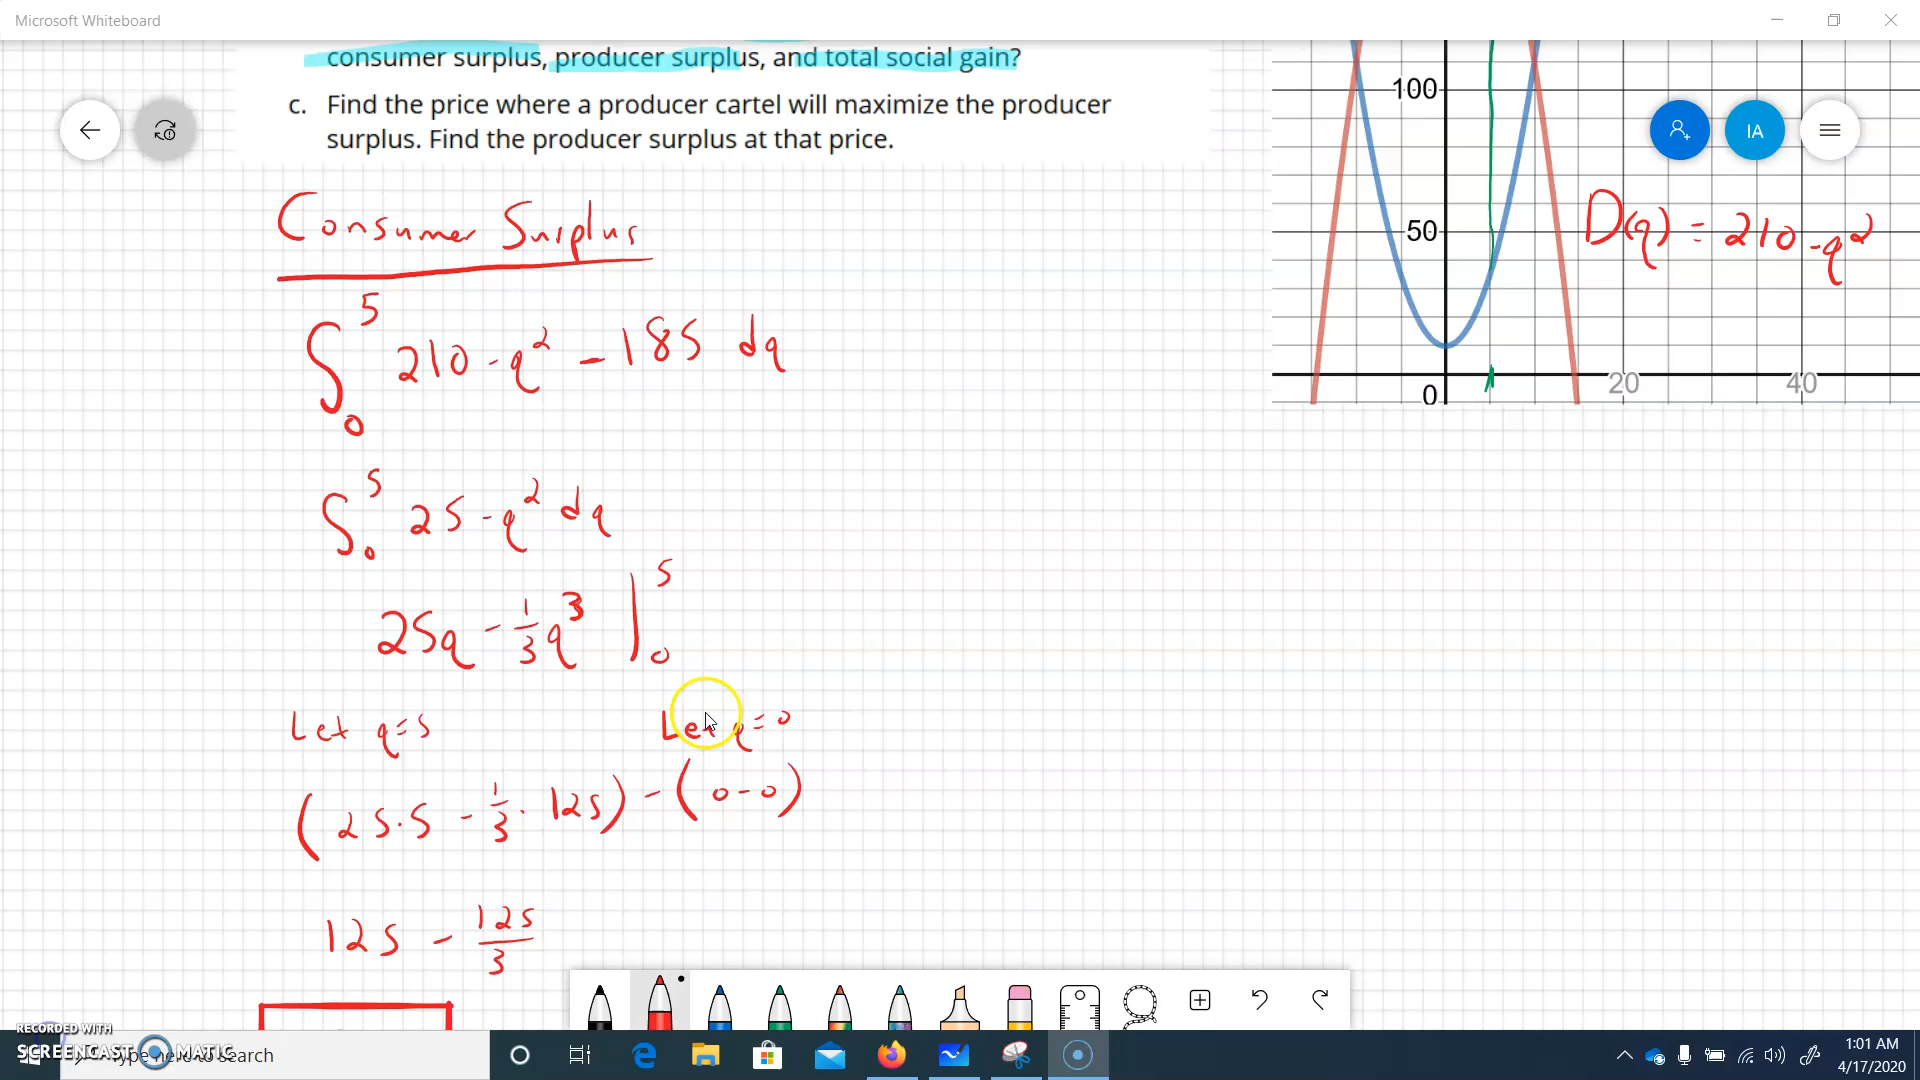 Microsoft Whiteboard
consumer surplus, producer surplus, and total social gain?
c. Find the price where a producer cartel will maximize the producer
surplus. Find the producer surplus at that price.
IA
100
50
0
20
40
D(q) = 210 - q²
Consumer Surplus
∫₀⁵ 210 - q² - 185 dq
∫₀⁵ 25 - q² dq
25q - 1/3 q³ |₀⁵
Let q=5 Let q=0
(25·5 - 1/3 · 125) - (0-0)
125 - 125/3
RECORDED WITH
SCREENCAST MATIC
Type here to search
1:01 AM
4/17/2020